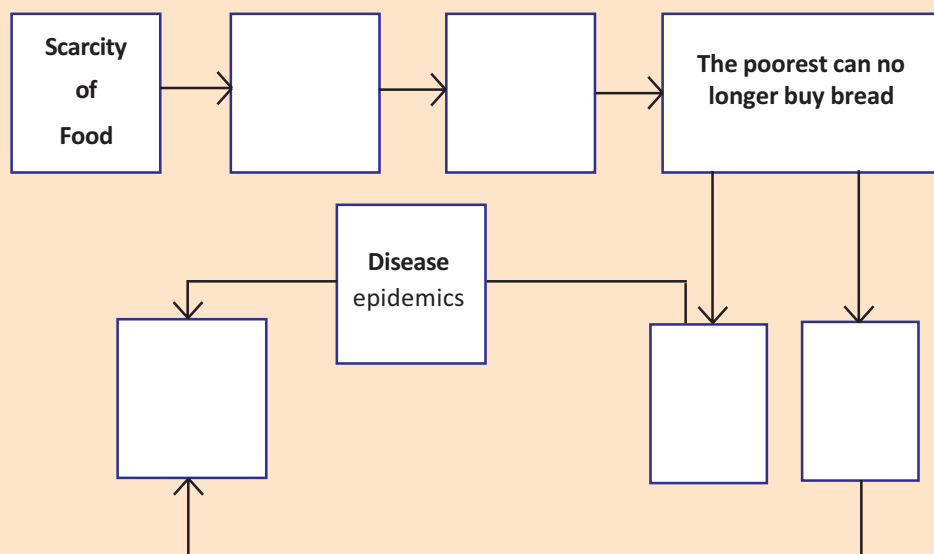 Scarcity
of
Food
The poorest can no
longer buy bread
Disease
epidemics